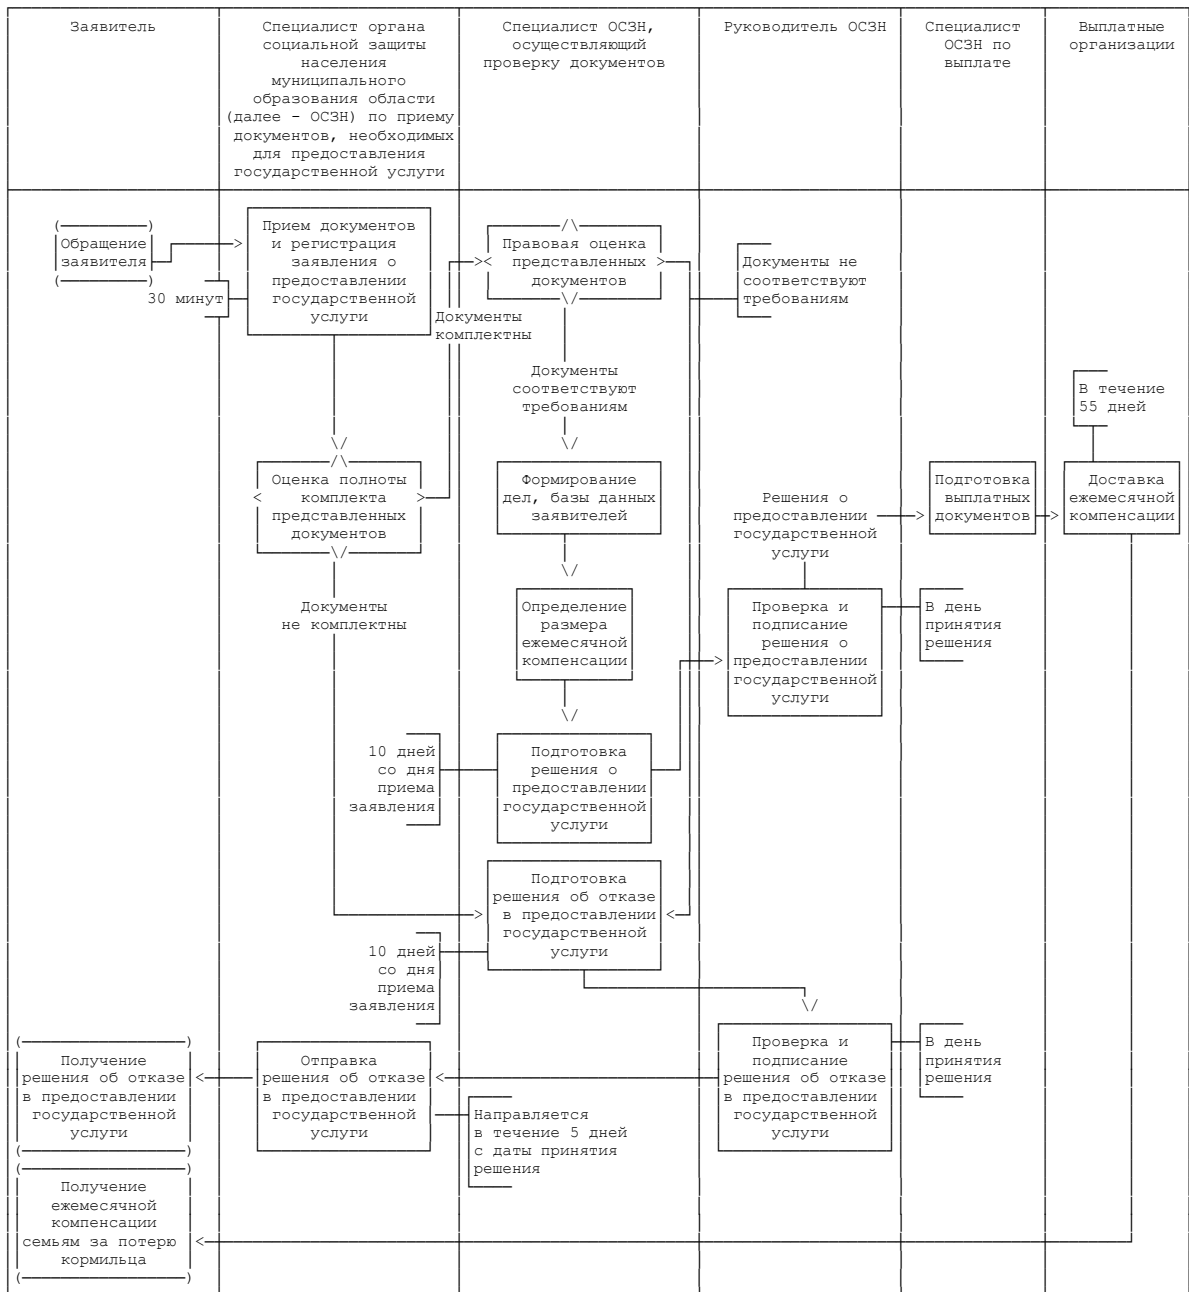 Заявитель
Специалист органа
социальной защиты
населения
муниципального
образования области
(далее - ОСЗН) по приему
документов, необходимых
для предоставления
государственной услуги
Специалист ОСЗН,
осуществляющий
проверку документов
Руководитель ОСЗН
Специалист
ОСЗН по
выплате
Выплатные
организации
Обращение
заявителя
30 минут
Прием документов
и регистрация
заявления о
предоставлении
государственной
услуги
Документы
комплектны
Правовая оценка
представленных
документов
Документы не
соответствуют
требованиям
Документы
соответствуют
требованиям
В течение
55 дней
Оценка полноты
комплекта
представленных
документов
Формирование
дел, базы данных
заявителей
Решения о
предоставлении
государственной
услуги
Подготовка
выплатных
документов
Доставка
ежемесячной
компенсации
Документы
не комплектны
Определение
размера
ежемесячной
компенсации
Проверка и
подписание
решения о
предоставлении
государственной
услуги
В день
принятия
решения
10 дней
со дня
приема
заявления
Подготовка
решения о
предоставлении
государственной
услуги
Подготовка
решения об отказе
в предоставлении
государственной
услуги
10 дней
со дня
приема
заявления
Получение
решения об отказе
в предоставлении
государственной
услуги
Отправка
решения об отказе
в предоставлении
государственной
услуги
Направляется
в течение 5 дней
с даты принятия
решения
Проверка и
подписание
решения об отказе
в предоставлении
государственной
услуги
В день
принятия
решения
Получение
ежемесячной
компенсации
семьям за потерю
кормильца